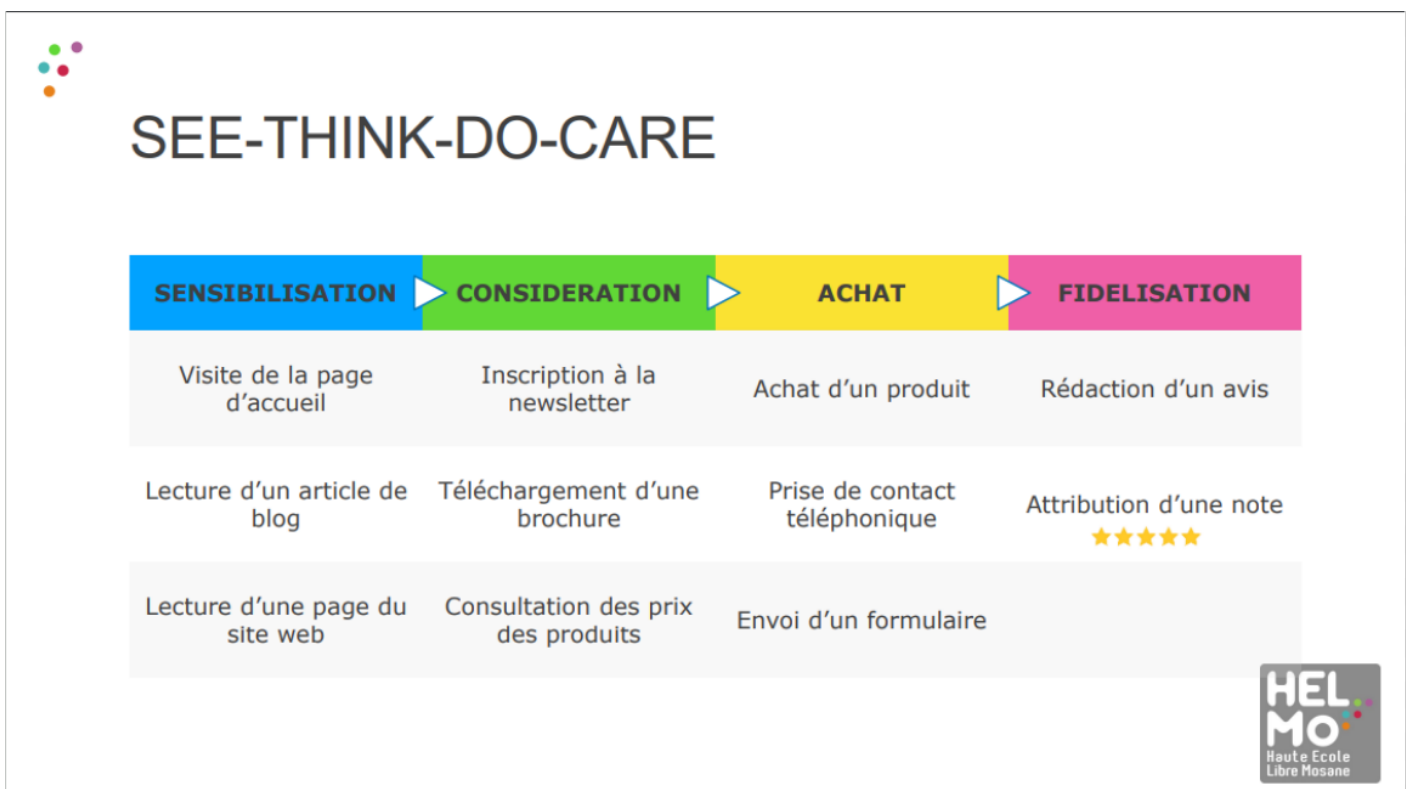 SEE-THINK-DO-CARE
SENSIBILISATION
CONSIDERATION
ACHAT
FIDELISATION
Visite de la page
d'accueil
Inscription à la
newsletter
Achat d'un produit
Rédaction d'un avis
Lecture d'un article de
blog
Téléchargement d'une
brochure
Prise de contact
téléphonique
Attribution d'une note
Lecture d'une page du
site web
Consultation des prix
des produits
Envoi d'un formulaire
HEL
MO
Haute Ecole
Libre Mosane